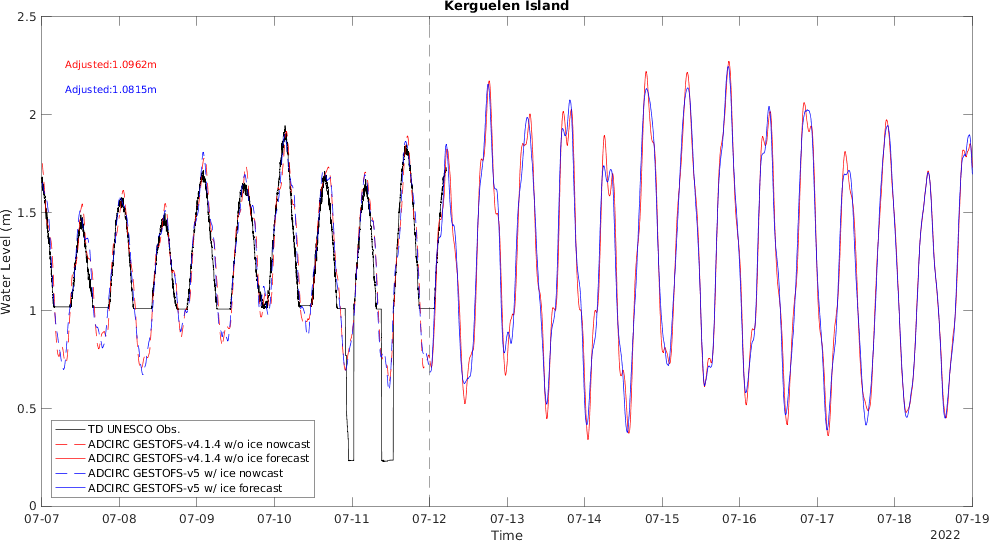 Kerguelen Island
2.5
Adjusted:1.0962m
Adjusted:1.0815m
2
1.5
Water Level (m)
1
0.5
TD UNESCO Obs.
ADCIRC GESTOFS-v4.1.4 w/o ice nowcast
ADCIRC GESTOFS-v4.1.4 w/o ice forecast
ADCIRC GESTOFS-v5 w/ ice nowcast
ADCIRC GESTOFS-v5 w/ ice forecast
0
07-07 07-08 07-09 07-10 07-11 07-12 07-13 07-14 07-15 07-16 07-17 07-18 07-19
Time
2022